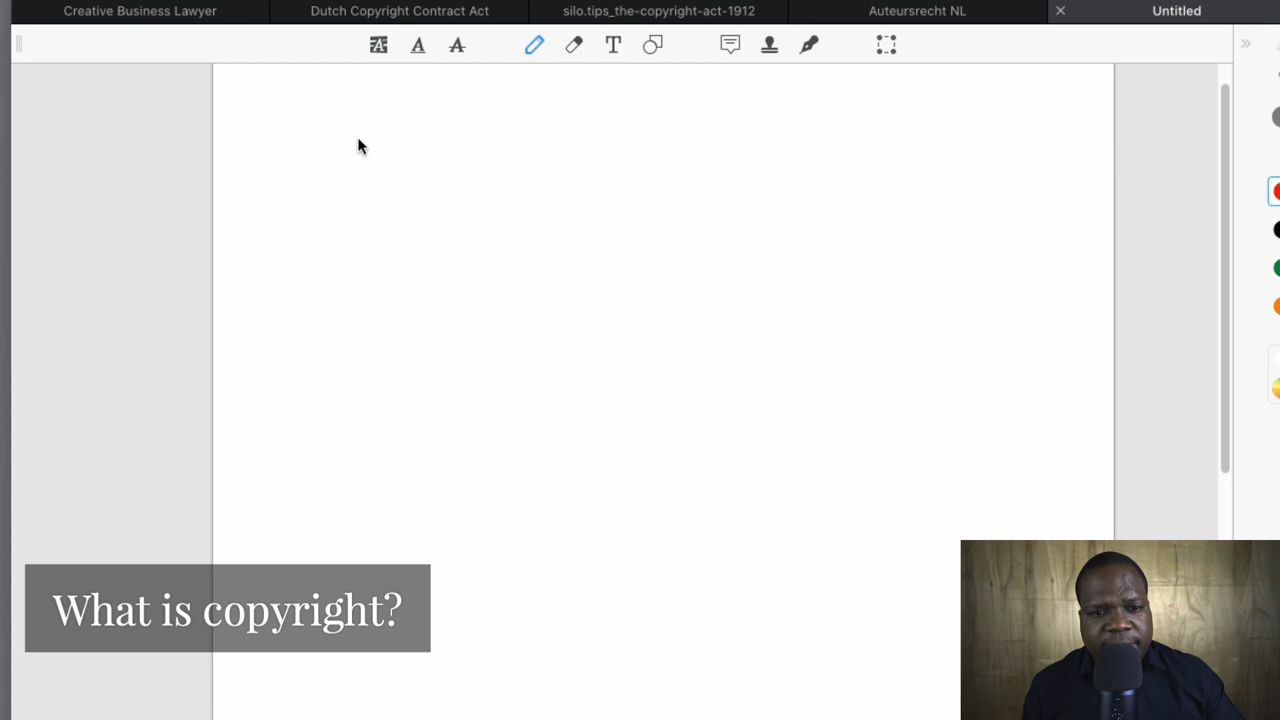 Creative Business Lawyer
Dutch Copyright Contract Act
silo.tips_the-copyright-act-1912
Auteursrecht NL
Untitled
What is copyright?